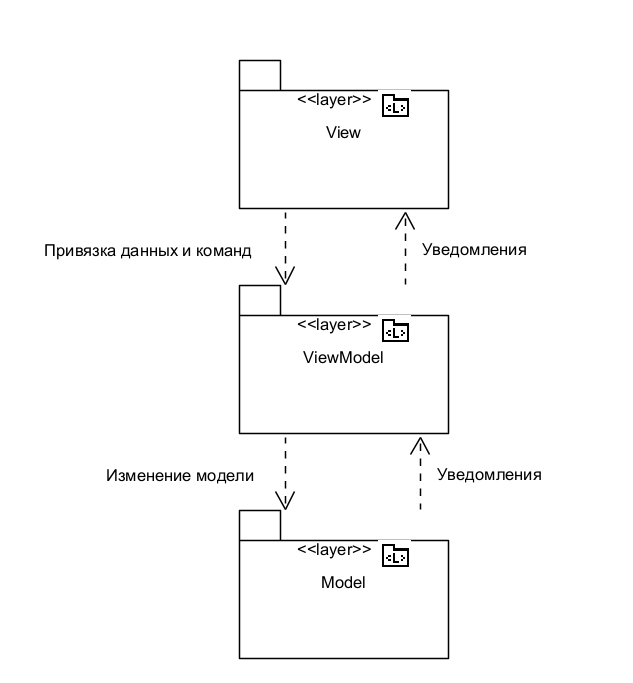 <<layer>>
<L>
View
Привязка данных и команд
Уведомления
<<layer>>
<L>
ViewModel
Изменение модели
Уведомления
<<layer>>
<L>
Model